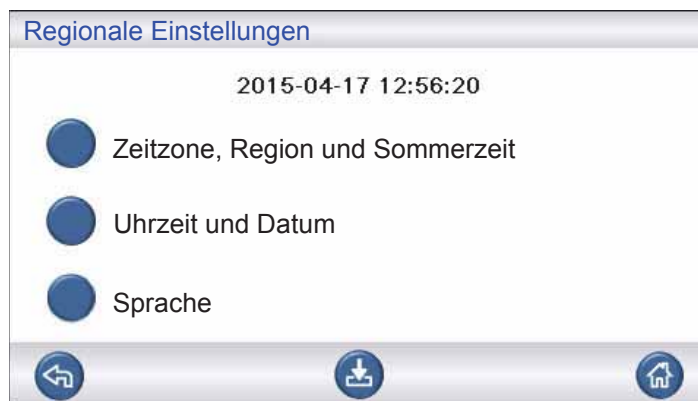 Regionale Einstellungen
2015-04-17 12:56:20
Zeitzone, Region und Sommerzeit
Uhrzeit und Datum
Sprache